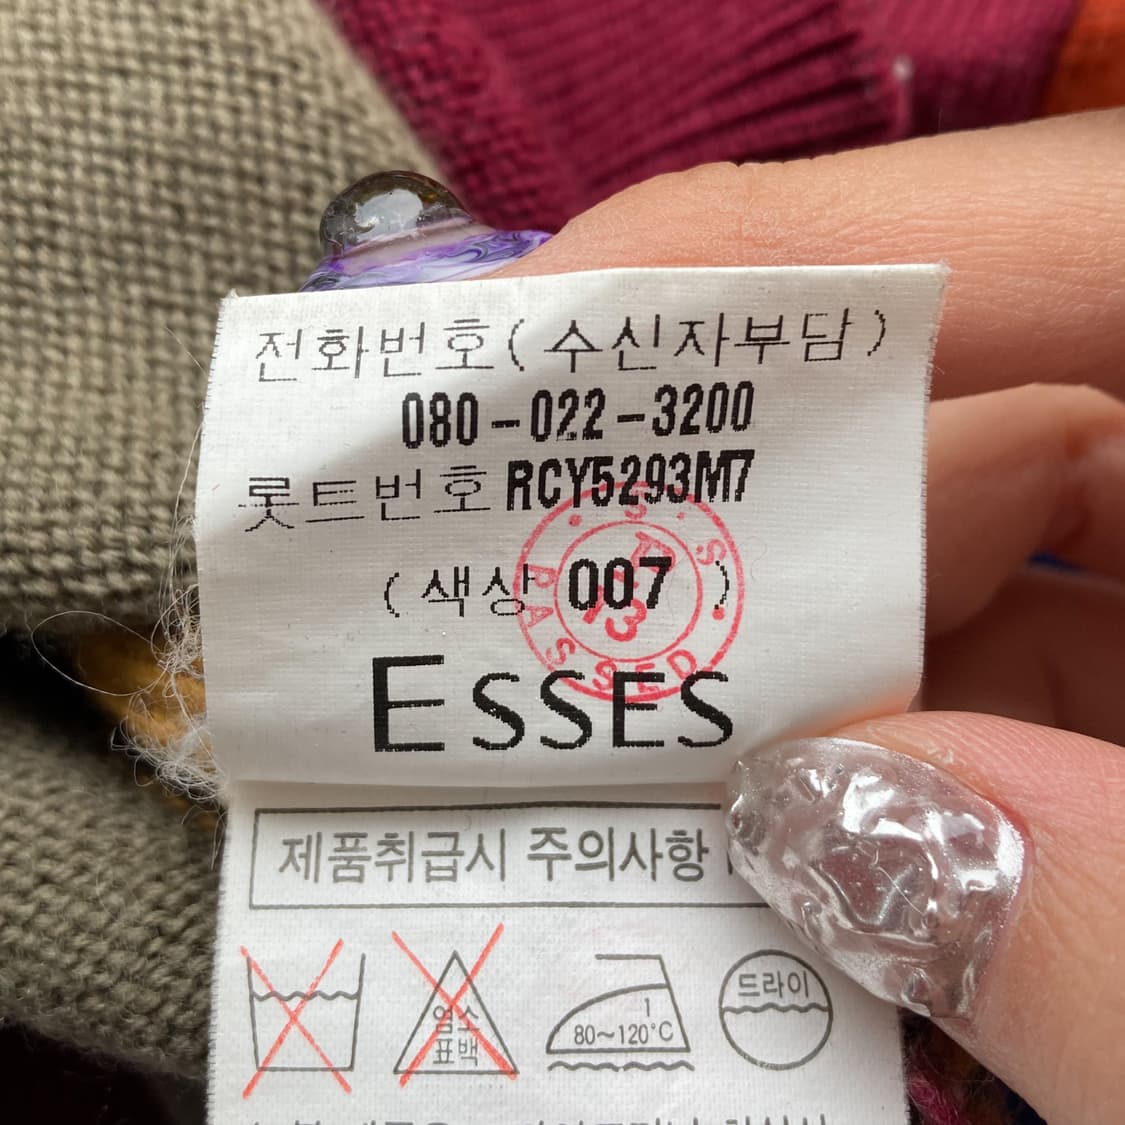 전화번호(수신자부담)
080-022-3200
롯트번호 RCY5293M7
(색상 007 )
PASSED
ESSES
제품취급시 주의사항
염소
표백
1
80~120℃
드라이